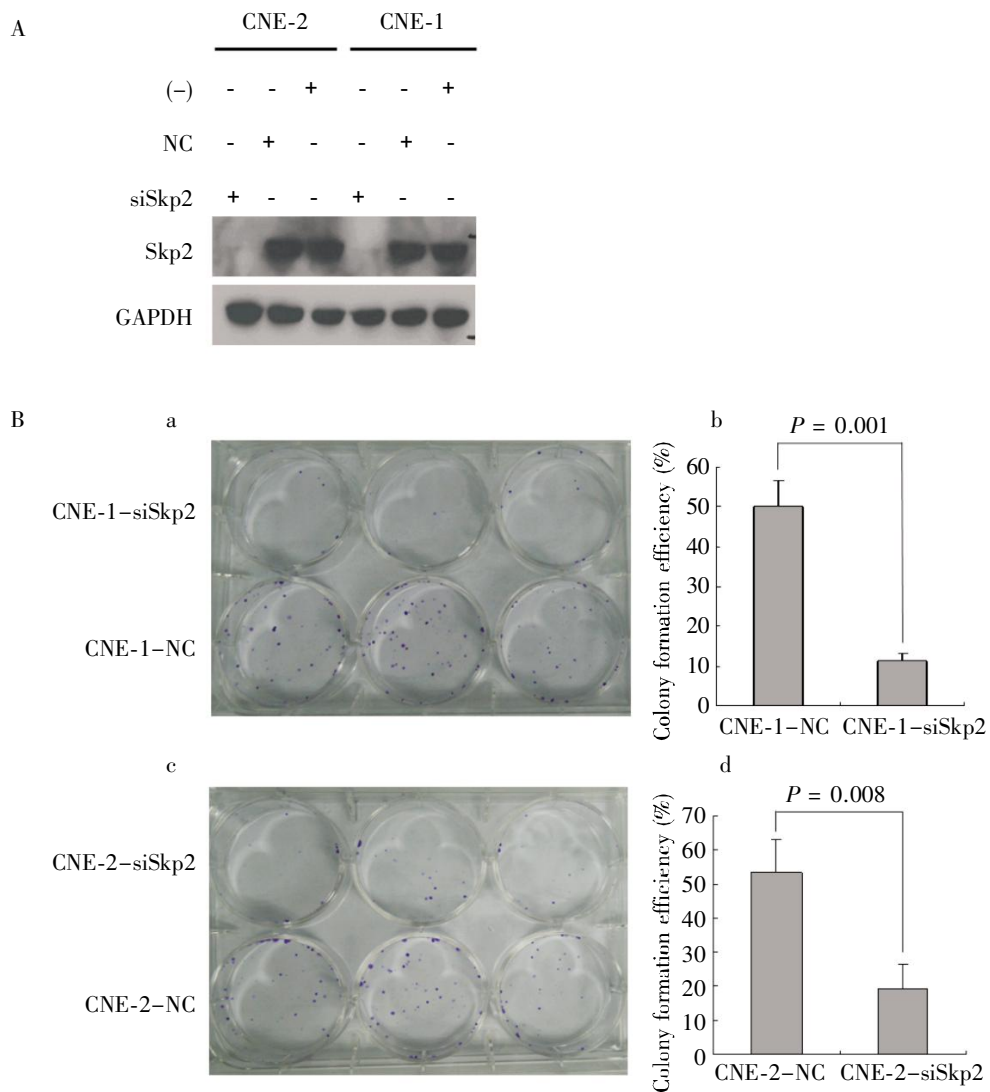 A
CNE-2 CNE-1
(-) - - + - - +
NC - + - - + -
siSkp2 + - - + - -
Skp2
GAPDH
B
a
CNE-1-siSkp2
CNE-1-NC
b
P = 0.001
Colony formation efficiency (%)
60
50
40
30
20
10
0
CNE-1-NC CNE-1-siSkp2
c
CNE-2-siSkp2
CNE-2-NC
d
P = 0.008
Colony formation efficiency (%)
70
60
50
40
30
20
10
0
CNE-2-NC CNE-2-siSkp2